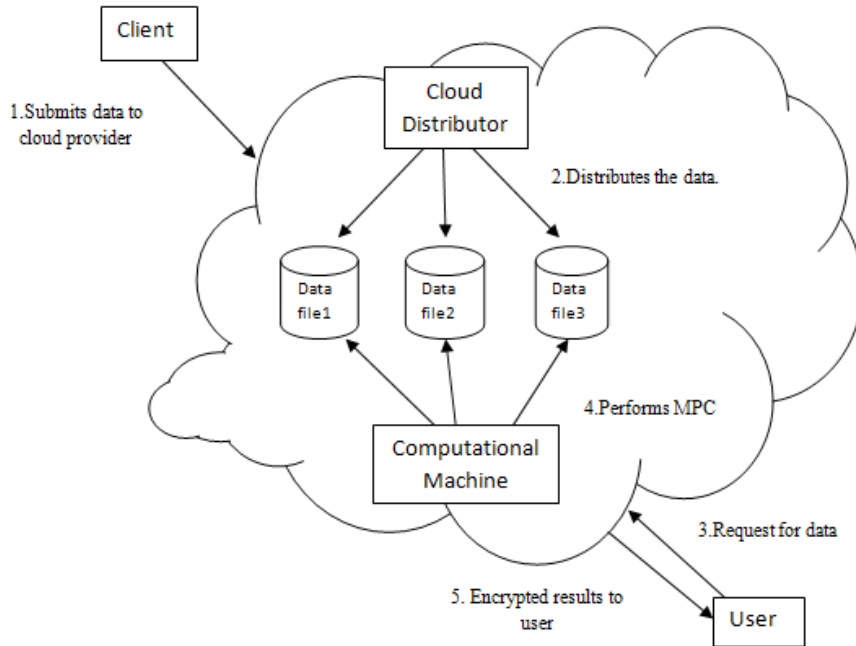 Client
1.Submits data to
cloud provider
Cloud
Distributor
2.Distributes the data.
Data
file1
Data
file2
Data
file3
4.Performs MPC
Computational
Machine
3.Request for data
5. Encrypted results to
user
User